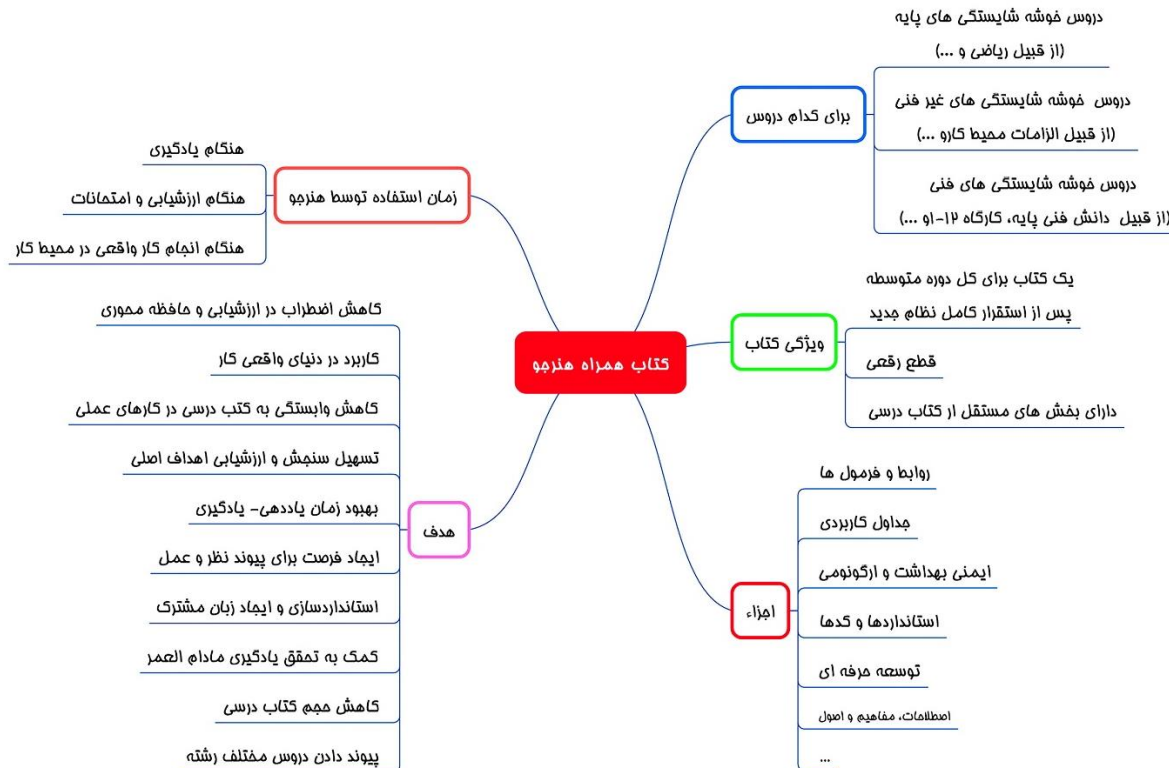 کتاب همراه هنرجو
برای کدام دروس
دروس خوشه شایستگی های پایه
(از قبیل ریاضی و ...)
دروس خوشه شایستگی های غیر فنی
(از قبیل الزامات محیط کارو ...)
دروس خوشه شایستگی های فنی
(از قبیل دانش فنی پایه، کارگاه ۱۲-۱و ...)
ویژگی کتاب
یک کتاب برای کل دوره متوسطه
پس از استقرار کامل نظام جدید
قطع رقعی
دارای بخش های مستقل از کتاب درسی
اجزاء
روابط و فرمول ها
جداول کاربردی
ایمنی بهداشت و ارگونومی
استانداردها و کدها
توسعه حرفه ای
اصطلاحات، مفاهیم و اصول
...
زمان استفاده توسط هنرجو
هنگام یادگیری
هنگام ارزشیابی و امتحانات
هنگام انجام کار واقعی در محیط کار
هدف
کاهش اضطراب در ارزشیابی و حافظه محوری
کاربرد در دنیای واقعی کار
کاهش وابستگی به کتب درسی در کارهای عملی
تسهیل سنجش و ارزشیابی اهداف اصلی
بهبود زمان یاددهی- یادگیری
ایجاد فرصت برای پیوند نظر و عمل
استانداردسازی و ایجاد زبان مشترک
کمک به تحقق یادگیری مادام العمر
کاهش حجم کتاب درسی
پیوند دادن دروس مختلف رشته